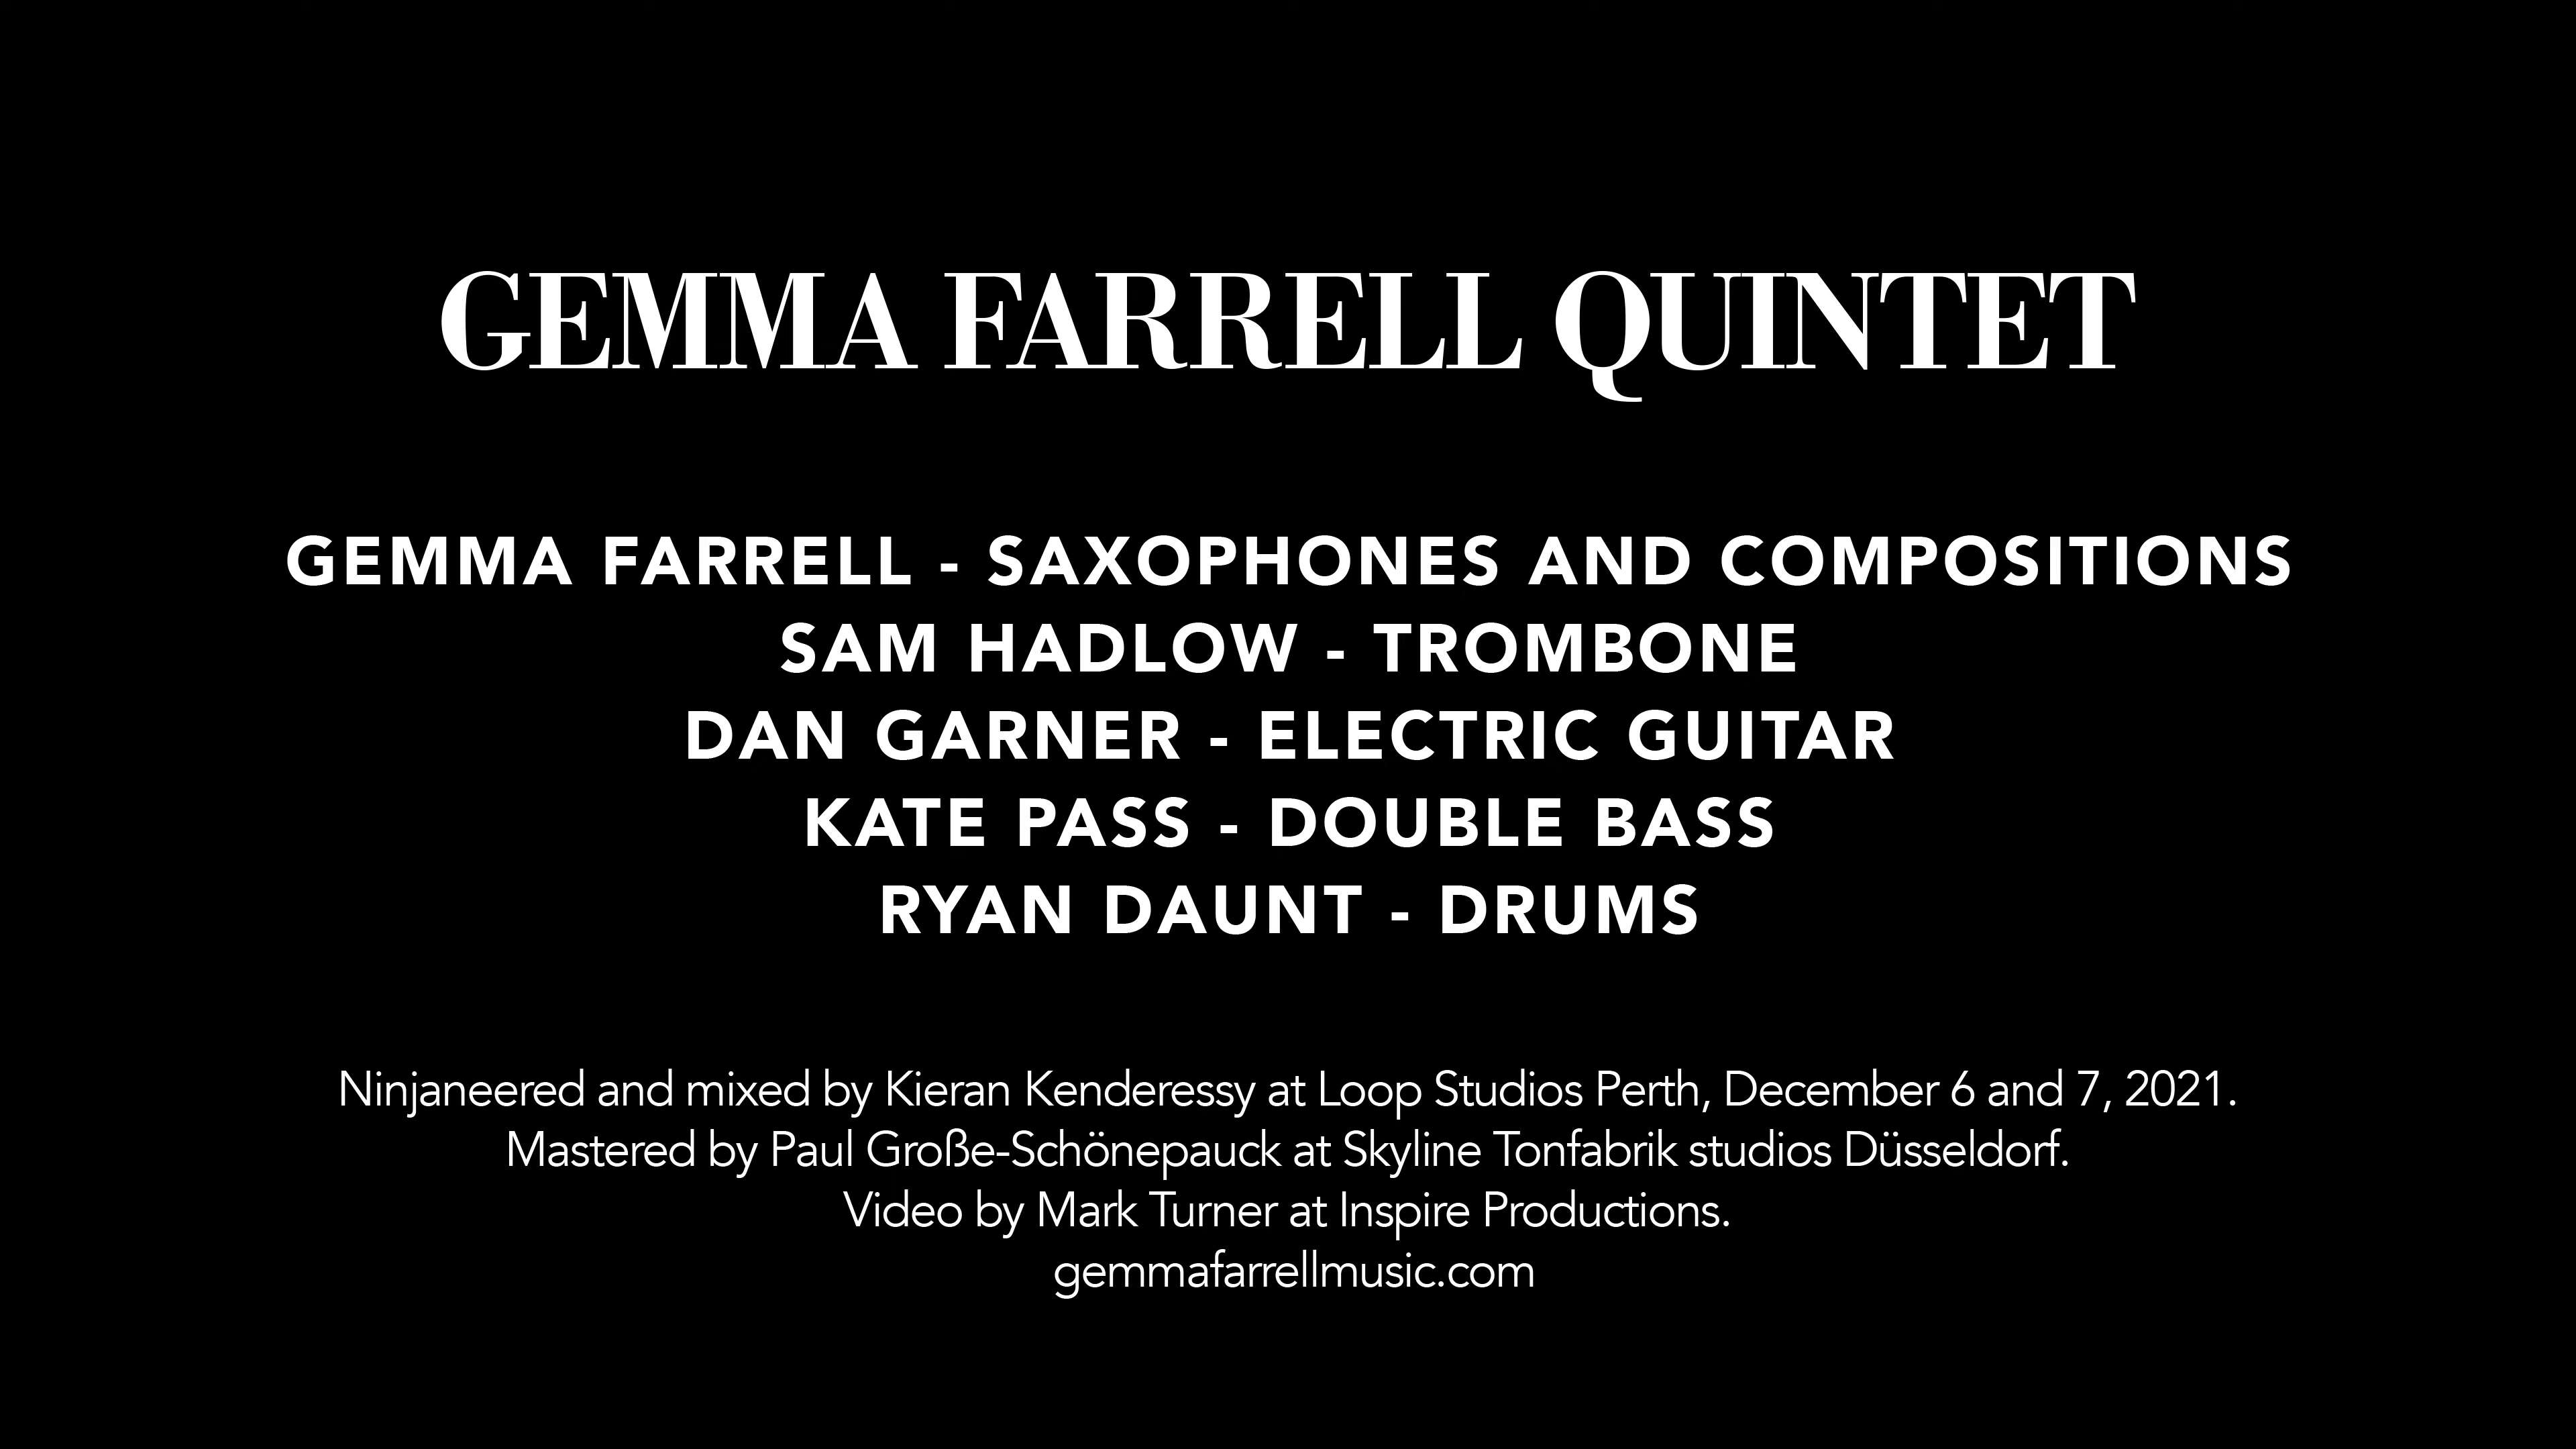 GEMMA FARRELL QUINTET
GEMMA FARRELL - SAXOPHONES AND COMPOSITIONS
SAM HADLOW - TROMBONE
DAN GARNER - ELECTRIC GUITAR
KATE PASS - DOUBLE BASS
RYAN DAUNT - DRUMS
Ninjaneered and mixed by Kieran Kenderessy at Loop Studios Perth, December 6 and 7, 2021.
Mastered by Paul Große-Schönepauck at Skyline Tonfabrik studios Düsseldorf.
Video by Mark Turner at Inspire Productions.
gemmafarrellmusic.com